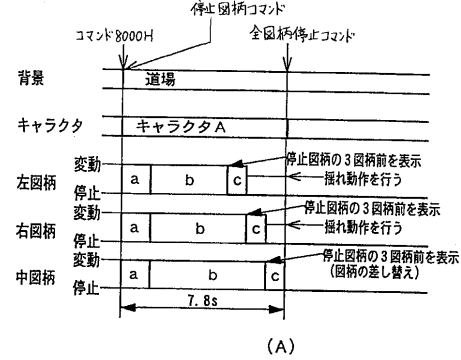 停止図柄コマンド
コマンド8000H
全図柄停止コマンド
背景
道場
キャラクタ
キャラクタA
左図柄
変動
停止
a
b
c
停止図柄の3図柄前を表示
揺れ動作を行う
右図柄
変動
停止
a
b
c
停止図柄の3図柄前を表示
揺れ動作を行う
中図柄
変動
停止
a
b
c
停止図柄の3図柄前を表示
(図柄の差し替え)
7.8s
(A)